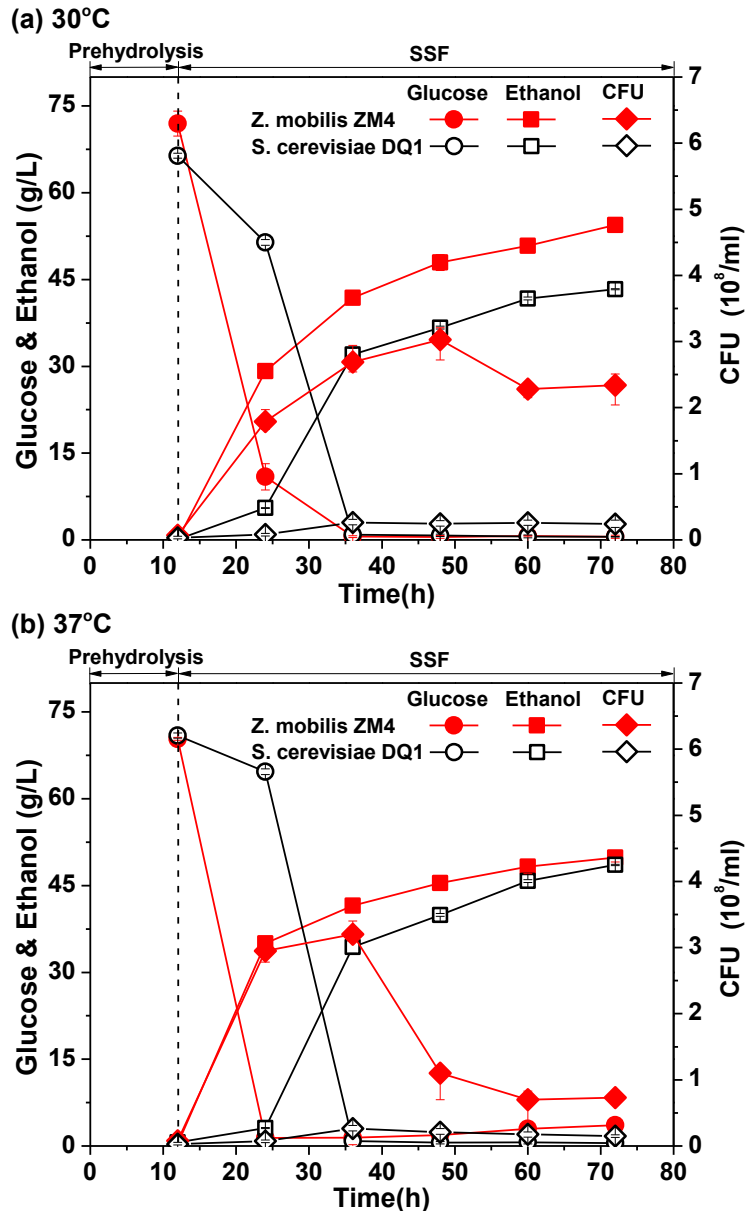 (a) 30°C
Prehydrolysis SSF
Glucose Ethanol CFU
Z. mobilis ZM4
S. cerevisiae DQ1
Glucose & Ethanol (g/L)
75
60
45
30
15
0
CFU (10⁸/ml)
7
6
5
4
3
2
1
0
0 10 20 30 40 50 60 70 80
Time(h)
(b) 37°C
Prehydrolysis SSF
Glucose Ethanol CFU
Z. mobilis ZM4
S. cerevisiae DQ1
Glucose & Ethanol (g/L)
75
60
45
30
15
0
CFU (10⁸/ml)
7
6
5
4
3
2
1
0
0 10 20 30 40 50 60 70 80
Time(h)